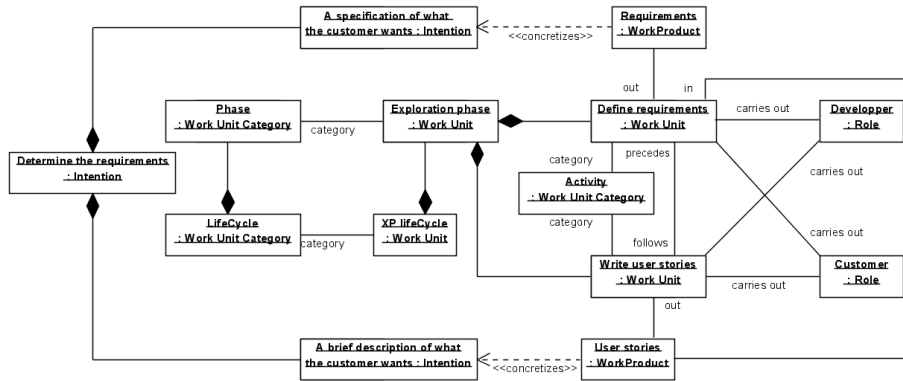 A specification of what
the customer wants : Intention
<<concretizes>>
Requirements
: WorkProduct
out
in
Phase
: Work Unit Category
category
Exploration phase
: Work Unit
Define requirements
: Work Unit
carries out
Developper
: Role
category
precedes
Determine the requirements
: Intention
Activity
: Work Unit Category
carries out
category
LifeCycle
: Work Unit Category
category
XP lifeCycle
: Work Unit
follows
carries out
Write user stories
: Work Unit
carries out
Customer
: Role
out
A brief description of what
the customer wants : Intention
<<concretizes>>
User stories
: WorkProduct